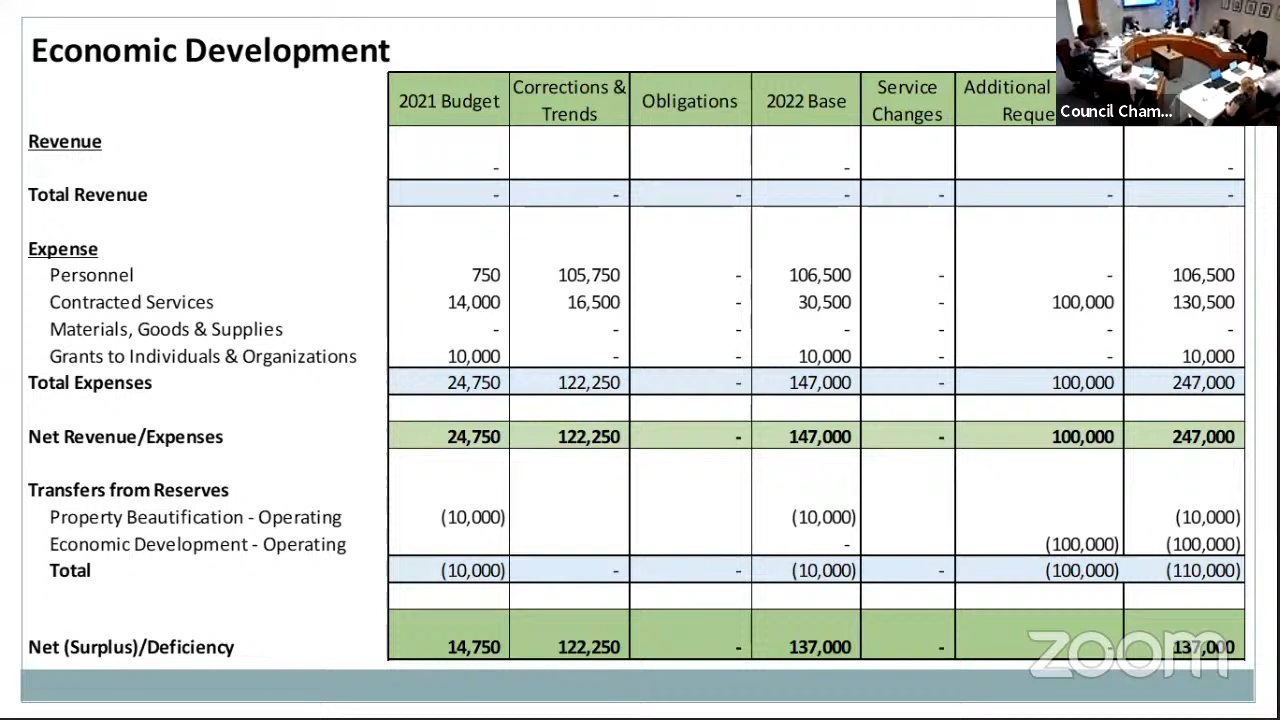 Economic Development
2021 Budget Corrections & Trends Obligations 2022 Base Service Changes Additional
Council Cham...
Revenue
- - -
Total Revenue - - - - - - -
Expense
Personnel 750 105,750 - 106,500 - - 106,500
Contracted Services 14,000 16,500 - 30,500 - 100,000 130,500
Materials, Goods & Supplies - - - - - - -
Grants to Individuals & Organizations 10,000 - - 10,000 - - 10,000
Total Expenses 24,750 122,250 - 147,000 - 100,000 247,000
Net Revenue/Expenses 24,750 122,250 - 147,000 - 100,000 247,000
Transfers from Reserves
Property Beautification - Operating (10,000) (10,000) (10,000)
Economic Development - Operating - (100,000) (100,000)
Total (10,000) - - (10,000) - (100,000) (110,000)
Net (Surplus)/Deficiency 14,750 122,250 - 137,000 - - 137,000
zoom